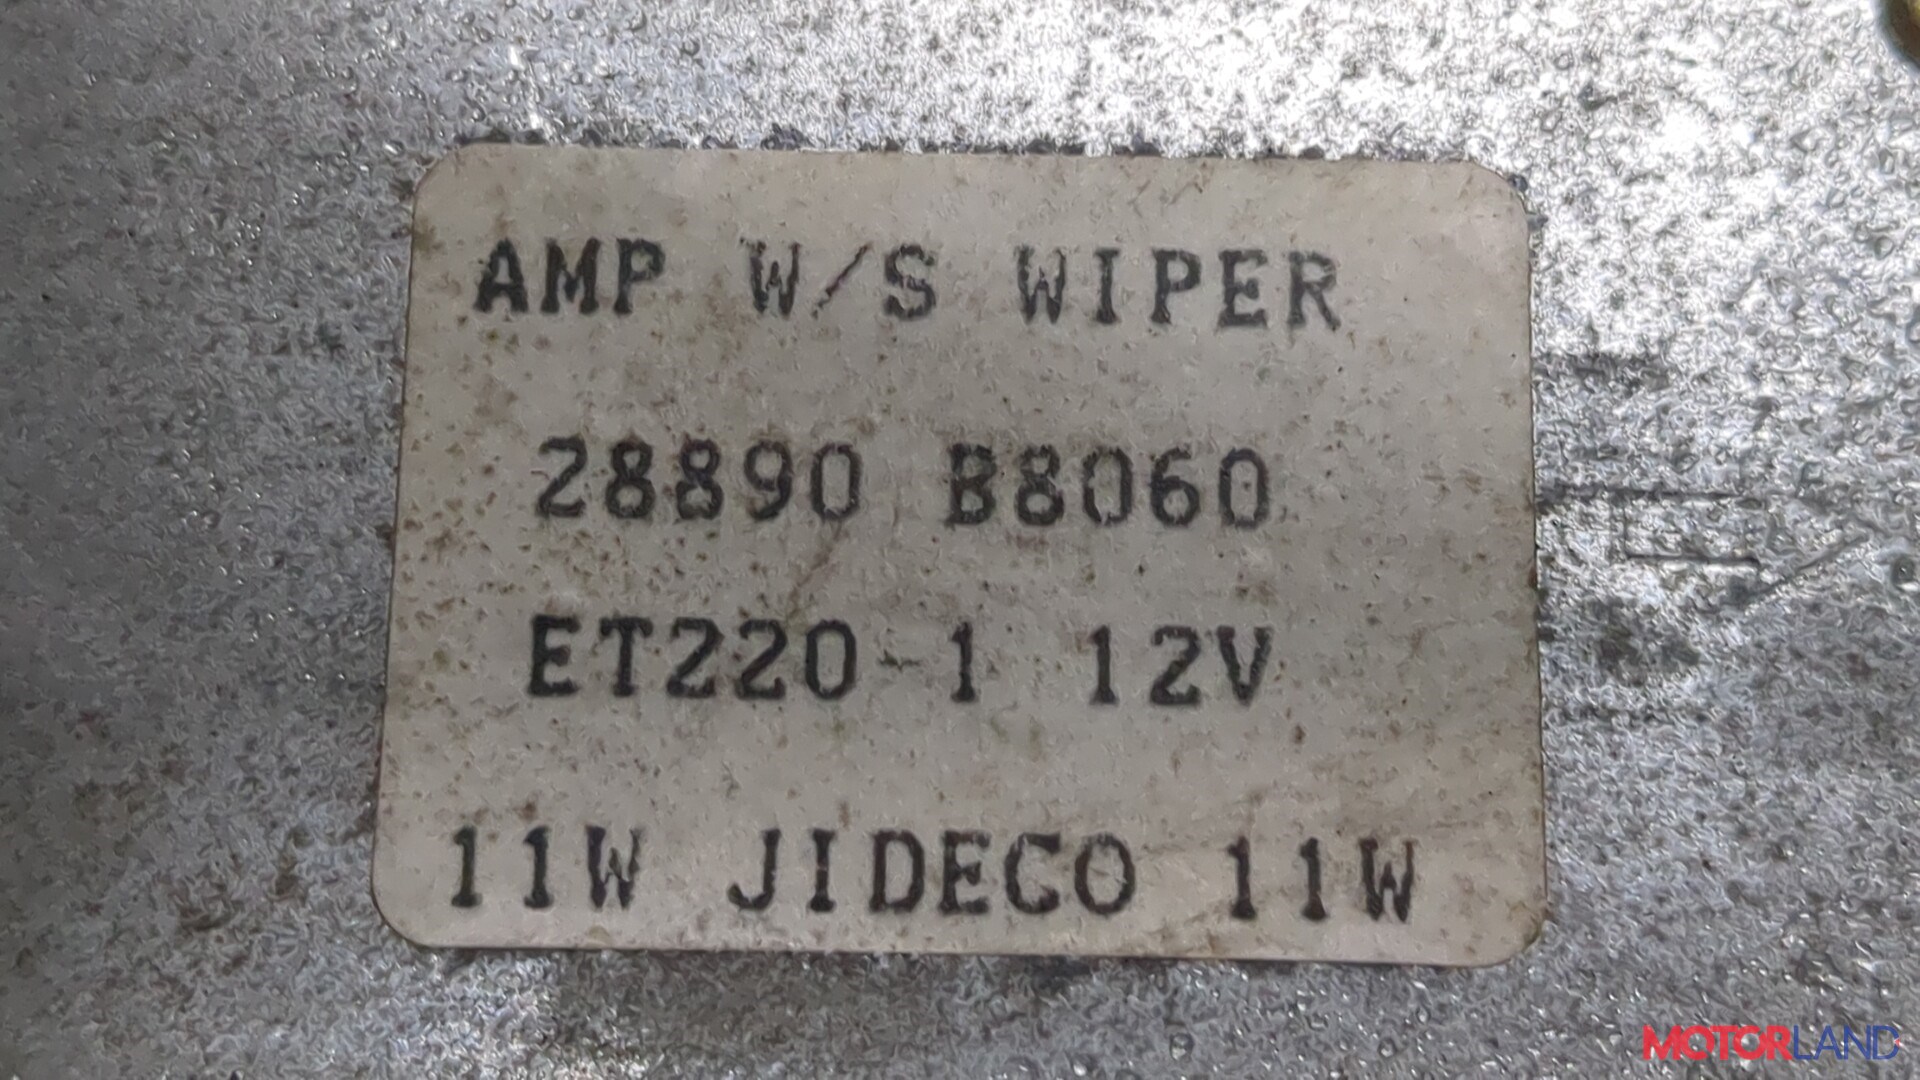 AMP W/S WIPER
28890 B8060
ET220-1 12V
11W JIDECO 11W
MOTORLAND